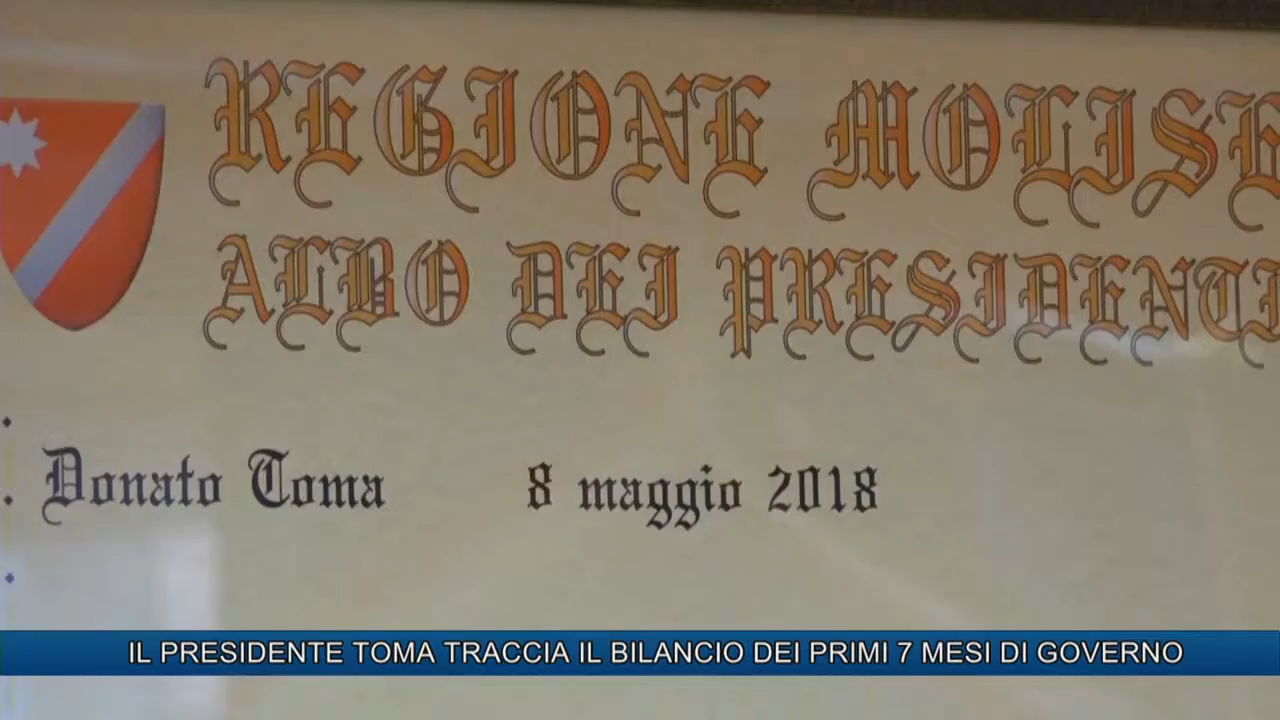 REGIONE MOLISE
ALBO DEI PRESIDENTI
Donato Toma 8 maggio 2018
IL PRESIDENTE TOMA TRACCIA IL BILANCIO DEI PRIMI 7 MESI DI GOVERNO